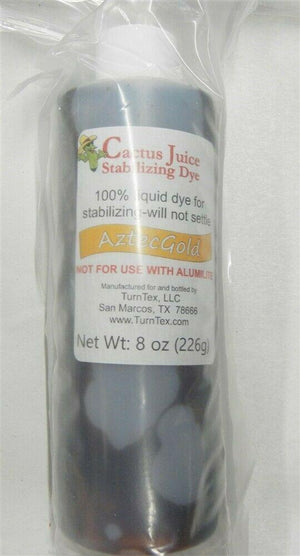 Cactus Juice
Stabilizing Dye
100% liquid dye for
stabilizing-will not settle
AztecGold
NOT FOR USE WITH ALUMILITE
Manufactured for and bottled by
TurnTex, LLC
San Marcos, TX 78666
www.TurnTex.com
Net Wt: 8 oz (226g)